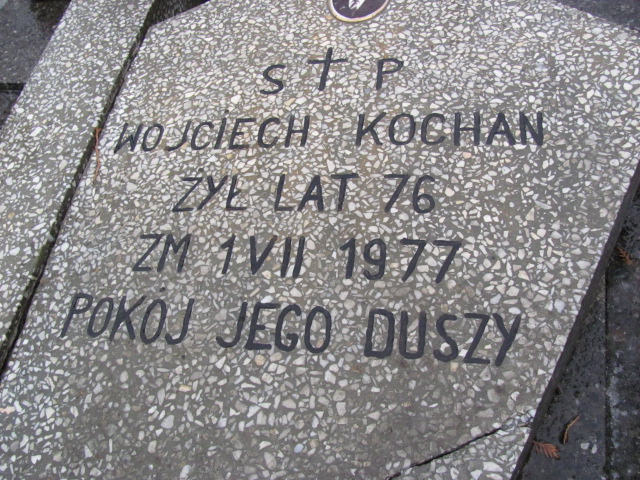 S † P
WOJCIECH KOCHAN
ŻYŁ LAT 76
ZM 1 VII 1977
POKÓJ JEGO DUSZY